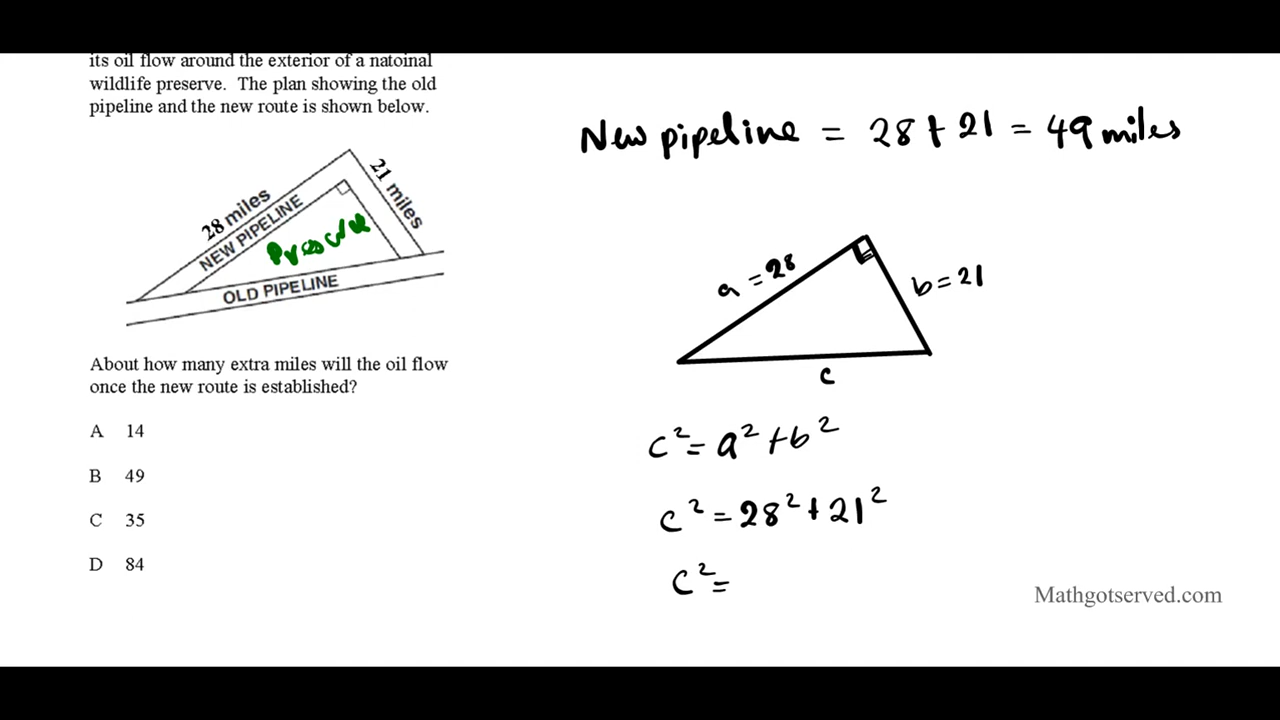 its oil flow around the exterior of a natoinal
wildlife preserve. The plan showing the old
pipeline and the new route is shown below.
28 miles
NEW PIPELINE
21 miles
Preserve
OLD PIPELINE
About how many extra miles will the oil flow
once the new route is established?
A 14
B 49
C 35
D 84
New pipeline = 28 + 21 = 49 miles
a = 28
b = 21
c
c² = a² + b²
c² = 28² + 21²
c² =
Mathgotserved.com